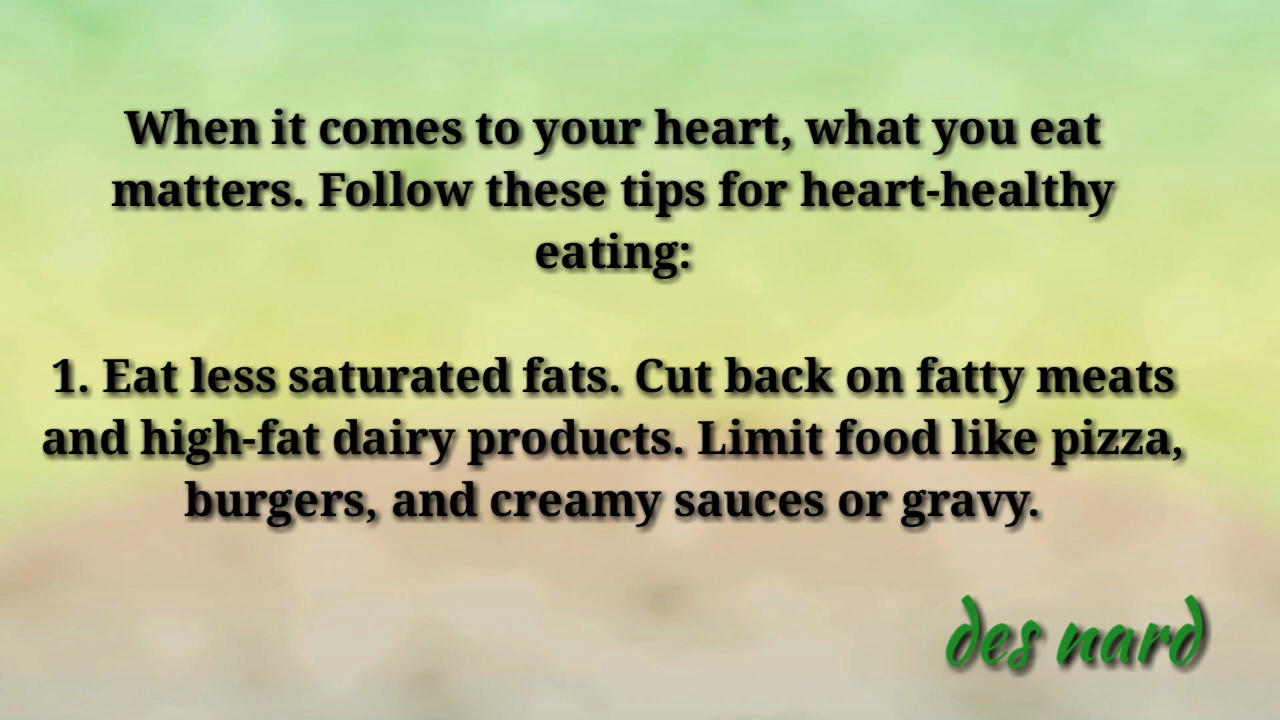 When it comes to your heart, what you eat
matters. Follow these tips for heart-healthy
eating:
1. Eat less saturated fats. Cut back on fatty meats
and high-fat dairy products. Limit food like pizza,
burgers, and creamy sauces or gravy.
des nard